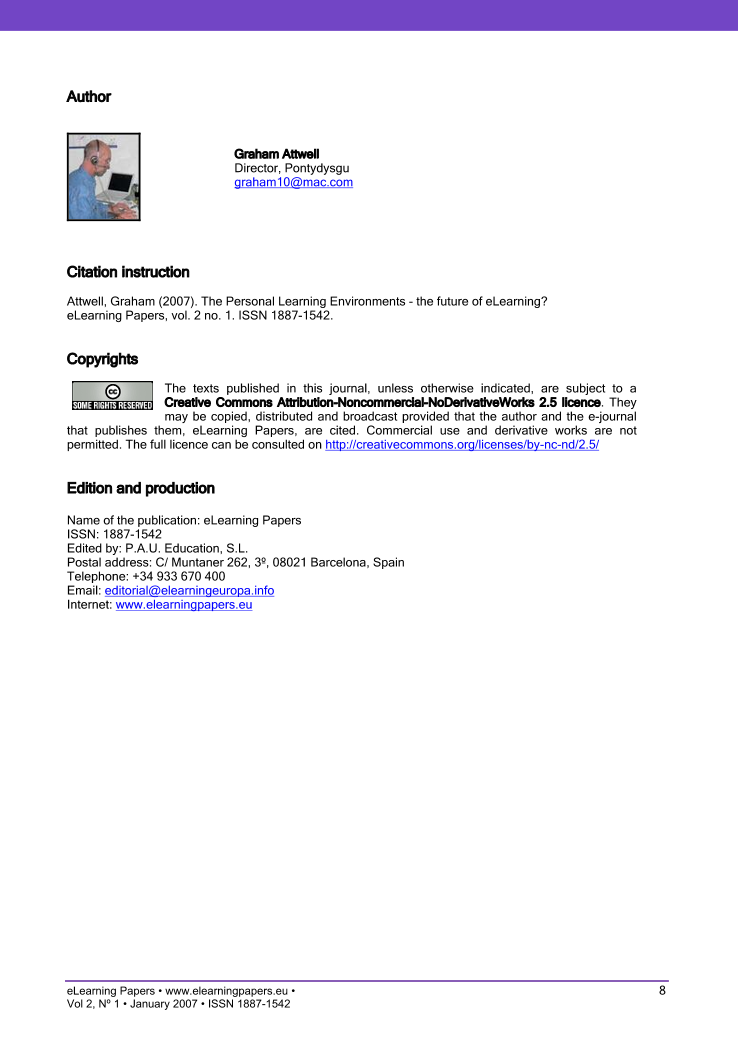 Author
Graham Attwell
Director, Pontydysgu
graham10@mac.com
Citation instruction
Attwell, Graham (2007). The Personal Learning Environments - the future of eLearning?
eLearning Papers, vol. 2 no. 1. ISSN 1887-1542.
Copyrights
cc
SOME RIGHTS RESERVED
The texts published in this journal, unless otherwise indicated, are subject to a
Creative Commons Attribution-Noncommercial-NoDerivativeWorks 2.5 licence. They
may be copied, distributed and broadcast provided that the author and the e-journal
that publishes them, eLearning Papers, are cited. Commercial use and derivative works are not
permitted. The full licence can be consulted on http://creativecommons.org/licenses/by-nc-nd/2.5/
Edition and production
Name of the publication: eLearning Papers
ISSN: 1887-1542
Edited by: P.A.U. Education, S.L.
Postal address: C/ Muntaner 262, 3º, 08021 Barcelona, Spain
Telephone: +34 933 670 400
Email: editorial@elearningeuropa.info
Internet: www.elearningpapers.eu
eLearning Papers • www.elearningpapers.eu •
8
Vol 2, Nº 1 • January 2007 • ISSN 1887-1542